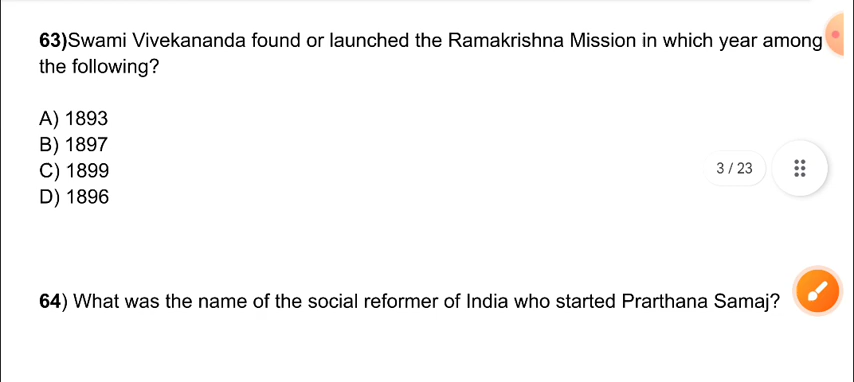 63)Swami Vivekananda found or launched the Ramakrishna Mission in which year among
the following?
A) 1893
B) 1897
C) 1899
3 / 23
D) 1896
64) What was the name of the social reformer of India who started Prarthana Samaj?